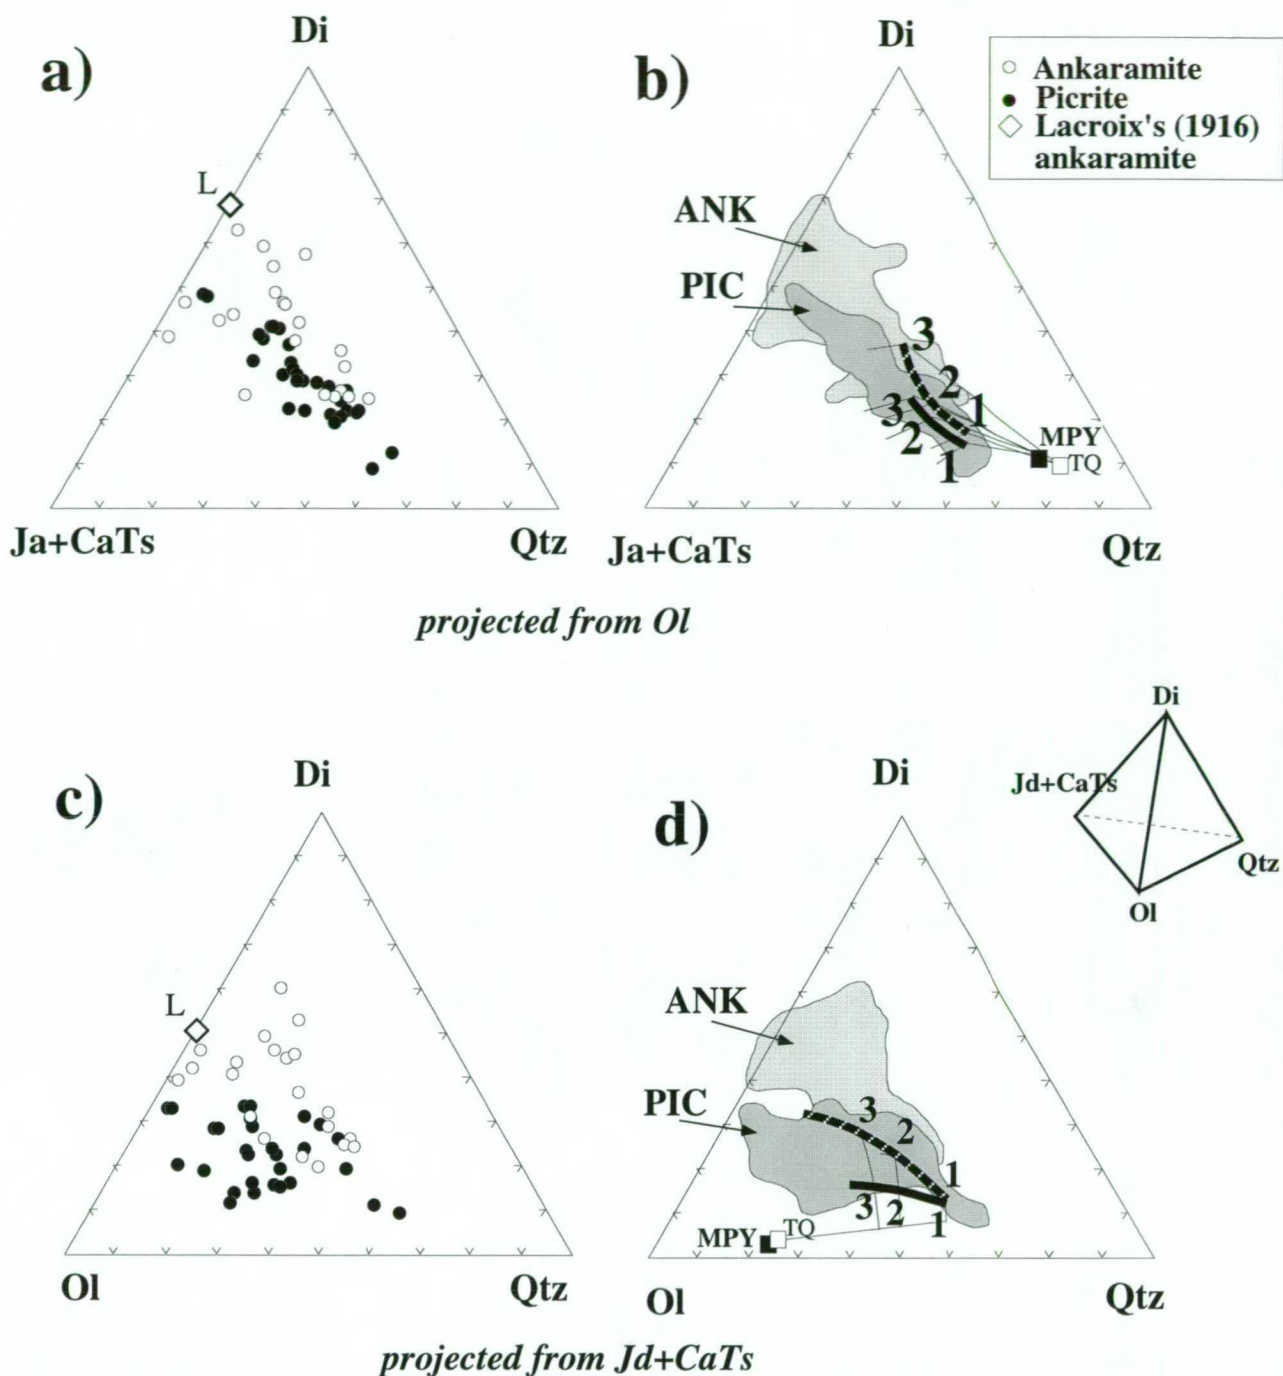 a)
Di
L
Ja+CaTs
Qtz
b)
Di
ANK
PIC
3
2
1
3
2
1
MPY
TQ
Ja+CaTs
Qtz
Ankaramite
Picrite
Lacroix's (1916)
ankaramite
projected from Ol
c)
Di
L
Ol
Qtz
d)
Di
ANK
PIC
3
2
1
3
2
1
MPY
TQ
Ol
Qtz
Di
Jd+CaTs
Qtz
Ol
projected from Jd+CaTs